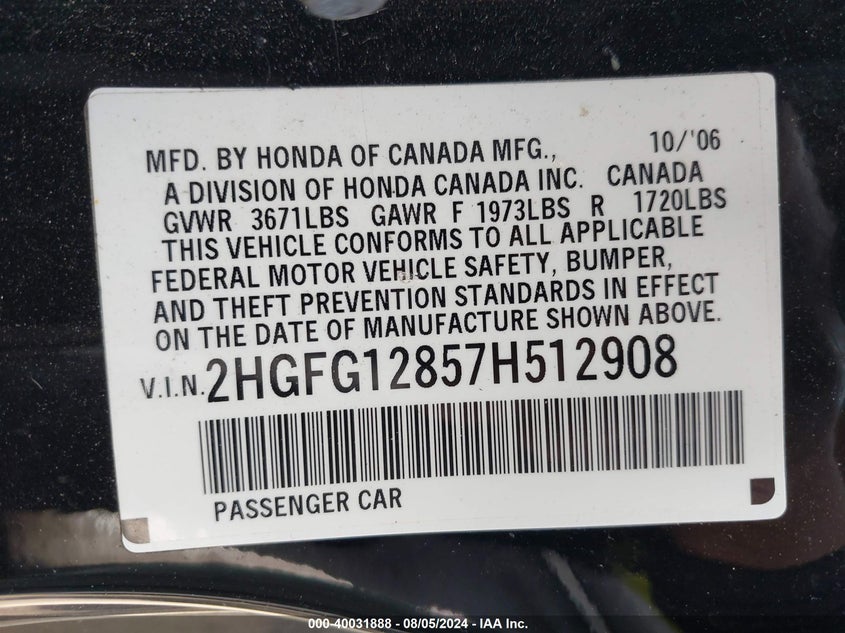 10/'06
MFD. BY HONDA OF CANADA MFG.,
A DIVISION OF HONDA CANADA INC. CANADA
GVWR 3671LBS GAWR F 1973LBS R 1720LBS
THIS VEHICLE CONFORMS TO ALL APPLICABLE
FEDERAL MOTOR VEHICLE SAFETY, BUMPER,
AND THEFT PREVENTION STANDARDS IN EFFECT
ON THE DATE OF MANUFACTURE SHOWN ABOVE.
V.I.N. 2HGFG12857H512908
PASSENGER CAR
000-40031888 - 08/05/2024 - IAA Inc.